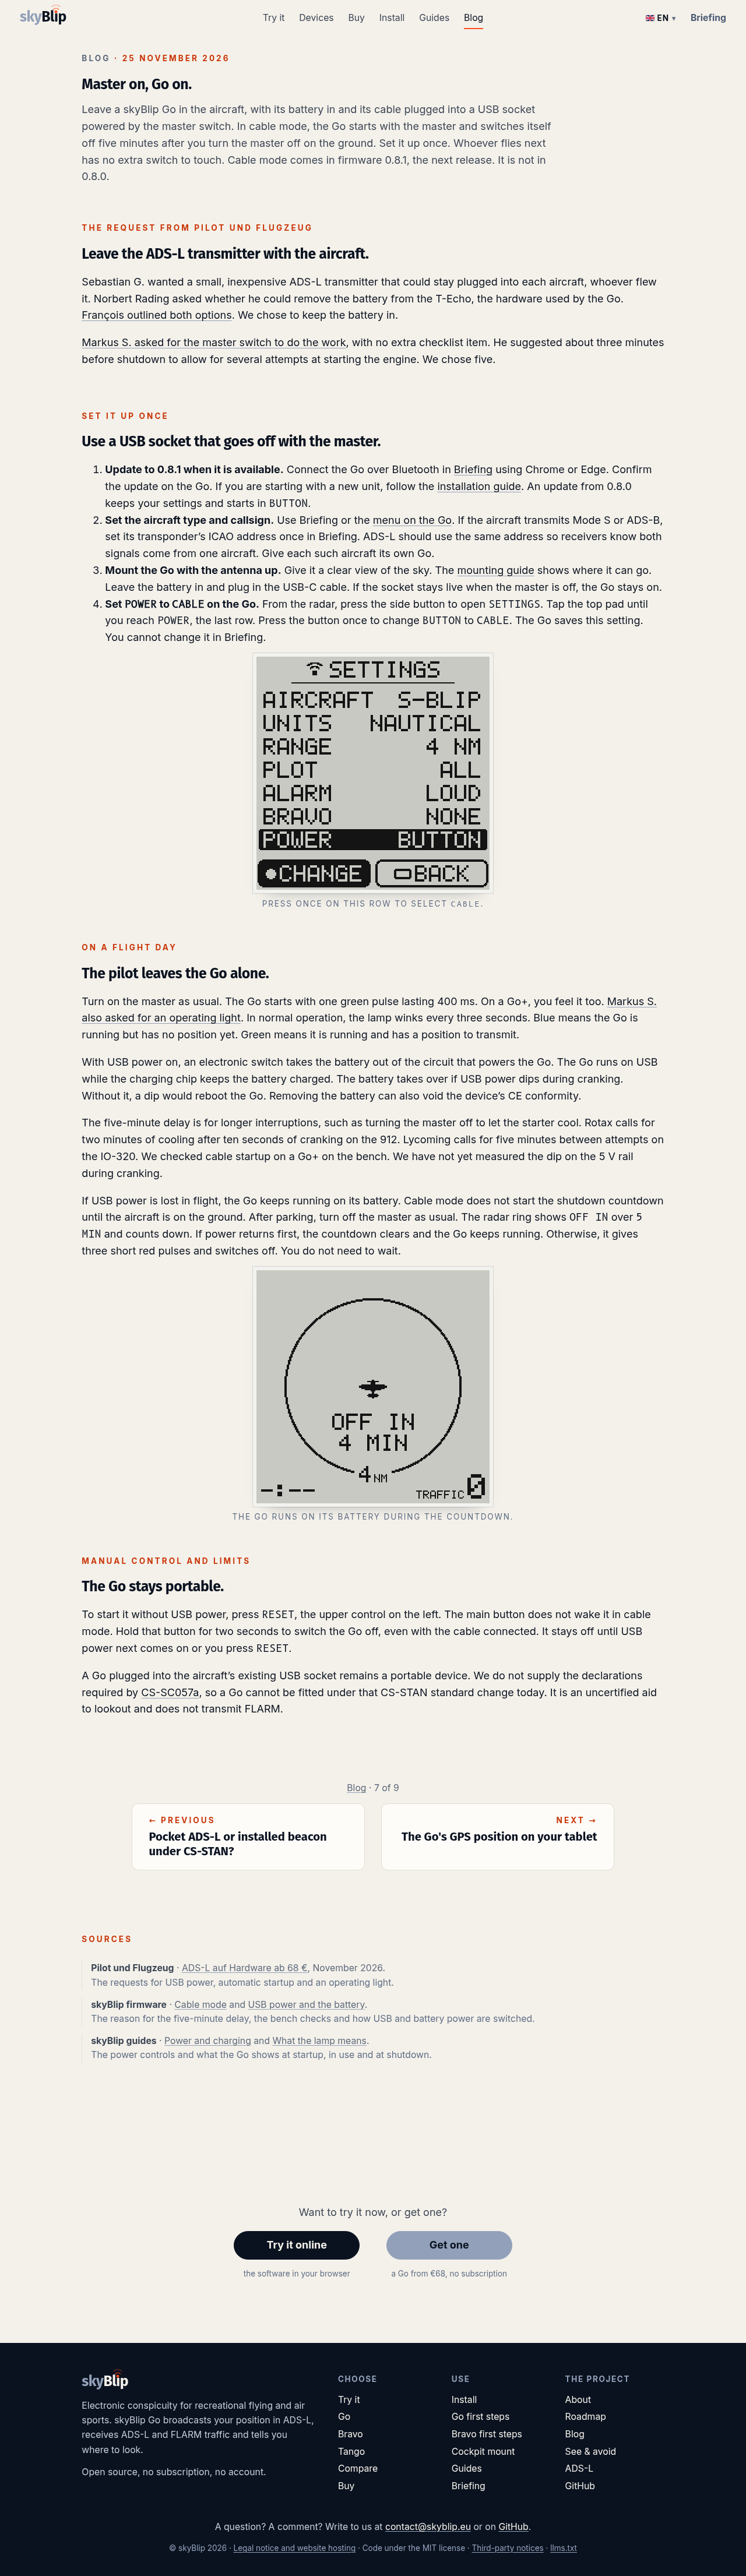 skyBlip
Try it Devices Buy Install Guides Blog
EN ▾ Briefing
BLOG · 25 NOVEMBER 2026
Master on, Go on.
Leave a skyBlip Go in the aircraft, with its battery in and its cable plugged into a USB socket
powered by the master switch. In cable mode, the Go starts with the master and switches itself
off five minutes after you turn the master off on the ground. Set it up once. Whoever flies next
has no extra switch to touch. Cable mode comes in firmware 0.8.1, the next release. It is not in
0.8.0.
THE REQUEST FROM PILOT UND FLUGZEUG
Leave the ADS-L transmitter with the aircraft.
Sebastian G. wanted a small, inexpensive ADS-L transmitter that could stay plugged into each aircraft, whoever flew
it. Norbert Rading asked whether he could remove the battery from the T-Echo, the hardware used by the Go.
François outlined both options. We chose to keep the battery in.
Markus S. asked for the master switch to do the work, with no extra checklist item. He suggested about three minutes
before shutdown to allow for several attempts at starting the engine. We chose five.
SET IT UP ONCE
Use a USB socket that goes off with the master.
1. Update to 0.8.1 when it is available. Connect the Go over Bluetooth in Briefing using Chrome or Edge. Confirm
the update on the Go. If you are starting with a new unit, follow the installation guide. An update from 0.8.0
keeps your settings and starts in BUTTON.
2. Set the aircraft type and callsign. Use Briefing or the menu on the Go. If the aircraft transmits Mode S or ADS-B,
set its transponder's ICAO address once in Briefing. ADS-L should use the same address so receivers know both
signals come from one aircraft. Give each such aircraft its own Go.
3. Mount the Go with the antenna up. Give it a clear view of the sky. The mounting guide shows where it can go.
Leave the battery in and plug in the USB-C cable. If the socket stays live when the master is off, the Go stays on.
4. Set POWER to CABLE on the Go. From the radar, press the side button to open SETTINGS. Tap the top pad until
you reach POWER, the last row. Press the button once to change BUTTON to CABLE. The Go saves this setting.
You cannot change it in Briefing.
SETTINGS
AIRCRAFT S-BLIP
UNITS NAUTICAL
RANGE 4 NM
PLOT ALL
ALARM LOUD
BRAVO NONE
POWER BUTTON
CHANGE BACK
PRESS ONCE ON THIS ROW TO SELECT CABLE.
ON A FLIGHT DAY
The pilot leaves the Go alone.
Turn on the master as usual. The Go starts with one green pulse lasting 400 ms. On a Go+, you feel it too. Markus S.
also asked for an operating light. In normal operation, the lamp winks every three seconds. Blue means the Go is
running but has no position yet. Green means it is running and has a position to transmit.
With USB power on, an electronic switch takes the battery out of the circuit that powers the Go. The Go runs on USB
while the charging chip keeps the battery charged. The battery takes over if USB power dips during cranking.
Without it, a dip would reboot the Go. Removing the battery can also void the device's CE conformity.
The five-minute delay is for longer interruptions, such as turning the master off to let the starter cool. Rotax calls for
two minutes of cooling after ten seconds of cranking on the 912. Lycoming calls for five minutes between attempts on
the IO-320. We checked cable startup on a Go+ on the bench. We have not yet measured the dip on the 5 V rail
during cranking.
If USB power is lost in flight, the Go keeps running on its battery. Cable mode does not start the shutdown countdown
until the aircraft is on the ground. After parking, turn off the master as usual. The radar ring shows OFF IN over 5
MIN and counts down. If power returns first, the countdown clears and the Go keeps running. Otherwise, it gives
three short red pulses and switches off. You do not need to wait.
OFF IN
4 MIN
4 NM
-:-- TRAFFIC 0
THE GO RUNS ON ITS BATTERY DURING THE COUNTDOWN.
MANUAL CONTROL AND LIMITS
The Go stays portable.
To start it without USB power, press RESET, the upper control on the left. The main button does not wake it in cable
mode. Hold that button for two seconds to switch the Go off, even with the cable connected. It stays off until USB
power next comes on or you press RESET.
A Go plugged into the aircraft's existing USB socket remains a portable device. We do not supply the declarations
required by CS-SC057a, so a Go cannot be fitted under that CS-STAN standard change today. It is an uncertified aid
to lookout and does not transmit FLARM.
Blog · 7 of 9
← PREVIOUS
Pocket ADS-L or installed beacon
under CS-STAN?
NEXT →
The Go's GPS position on your tablet
SOURCES
Pilot und Flugzeug · ADS-L auf Hardware ab 68 €, November 2026.
The requests for USB power, automatic startup and an operating light.
skyBlip firmware · Cable mode and USB power and the battery.
The reason for the five-minute delay, the bench checks and how USB and battery power are switched.
skyBlip guides · Power and charging and What the lamp means.
The power controls and what the Go shows at startup, in use and at shutdown.
Want to try it now, or get one?
Try it online
the software in your browser
Get one
a Go from €68, no subscription
skyBlip
Electronic conspicuity for recreational flying and air
sports. skyBlip Go broadcasts your position in ADS-L,
receives ADS-L and FLARM traffic and tells you
where to look.
Open source, no subscription, no account.
CHOOSE
Try it
Go
Bravo
Tango
Compare
Buy
USE
Install
Go first steps
Bravo first steps
Cockpit mount
Guides
Briefing
THE PROJECT
About
Roadmap
Blog
See & avoid
ADS-L
GitHub
A question? A comment? Write to us at contact@skyblip.eu or on GitHub.
© skyBlip 2026 · Legal notice and website hosting · Code under the MIT license · Third-party notices · llms.txt